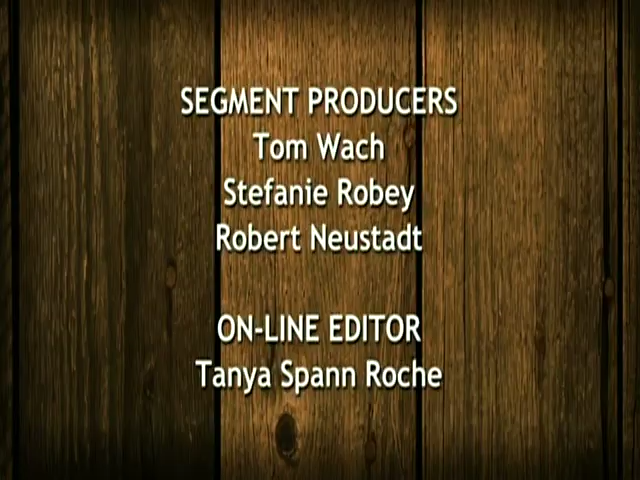 SEGMENT PRODUCERS
Tom Wach
Stefanie Robey
Robert Neustadt
ON-LINE EDITOR
Tanya Spann Roche